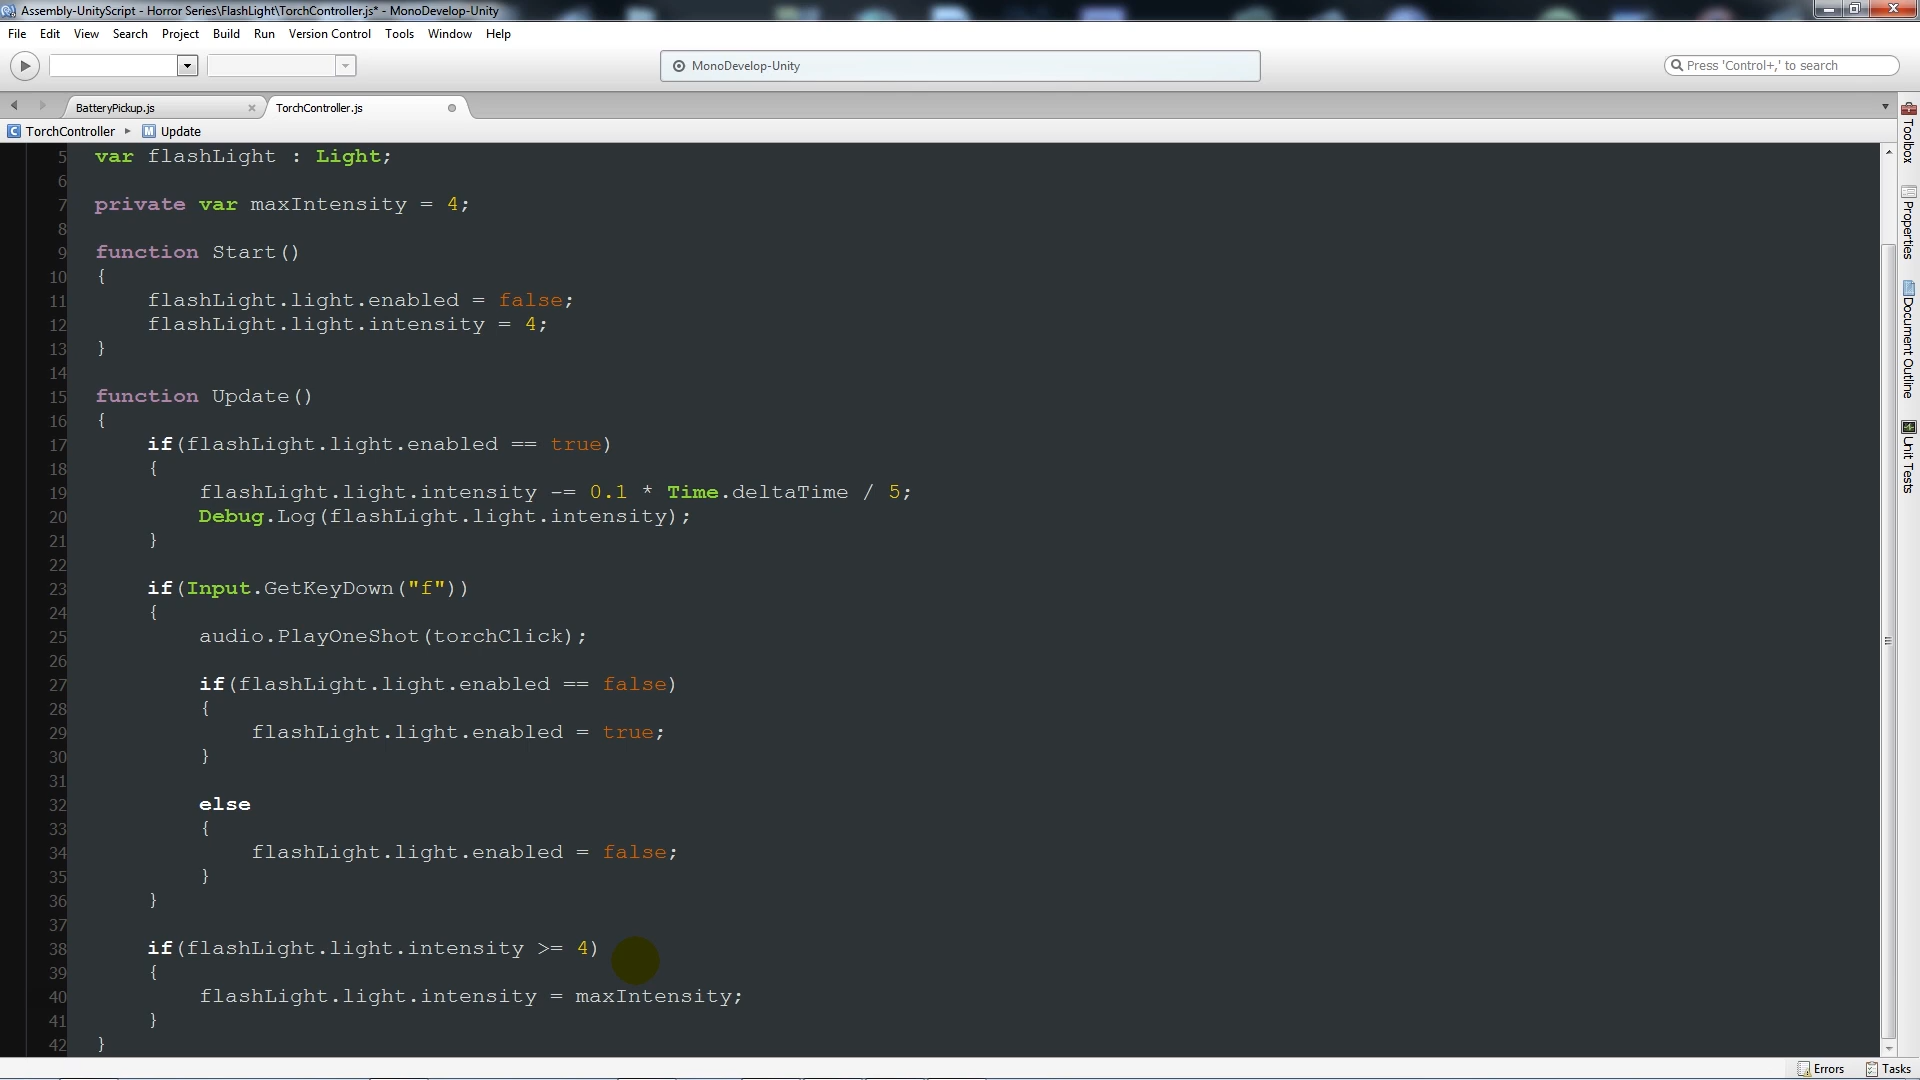 Assembly-UnityScript - Horror Series\FlashLight\TorchController.js* - MonoDevelop-Unity
File Edit View Search Project Build Run Version Control Tools Window Help
MonoDevelop-Unity
Press 'Control+,' to search
BatteryPickup.js
TorchController.js
TorchController
Update
5 var flashLight : Light;
6
7 private var maxIntensity = 4;
8
9 function Start()
10 {
11 flashLight.light.enabled = false;
12 flashLight.light.intensity = 4;
13 }
14
15 function Update()
16 {
17 if(flashLight.light.enabled == true)
18 {
19 flashLight.light.intensity -= 0.1 * Time.deltaTime / 5;
20 Debug.Log(flashLight.light.intensity);
21 }
22
23 if(Input.GetKeyDown("f"))
24 {
25 audio.PlayOneShot(torchClick);
26
27 if(flashLight.light.enabled == false)
28 {
29 flashLight.light.enabled = true;
30 }
31
32 else
33 {
34 flashLight.light.enabled = false;
35 }
36 }
37
38 if(flashLight.light.intensity >= 4)
39 {
40 flashLight.light.intensity = maxIntensity;
41 }
42 }
Toolbox
Properties
Document Outline
Unit Tests
Errors
Tasks